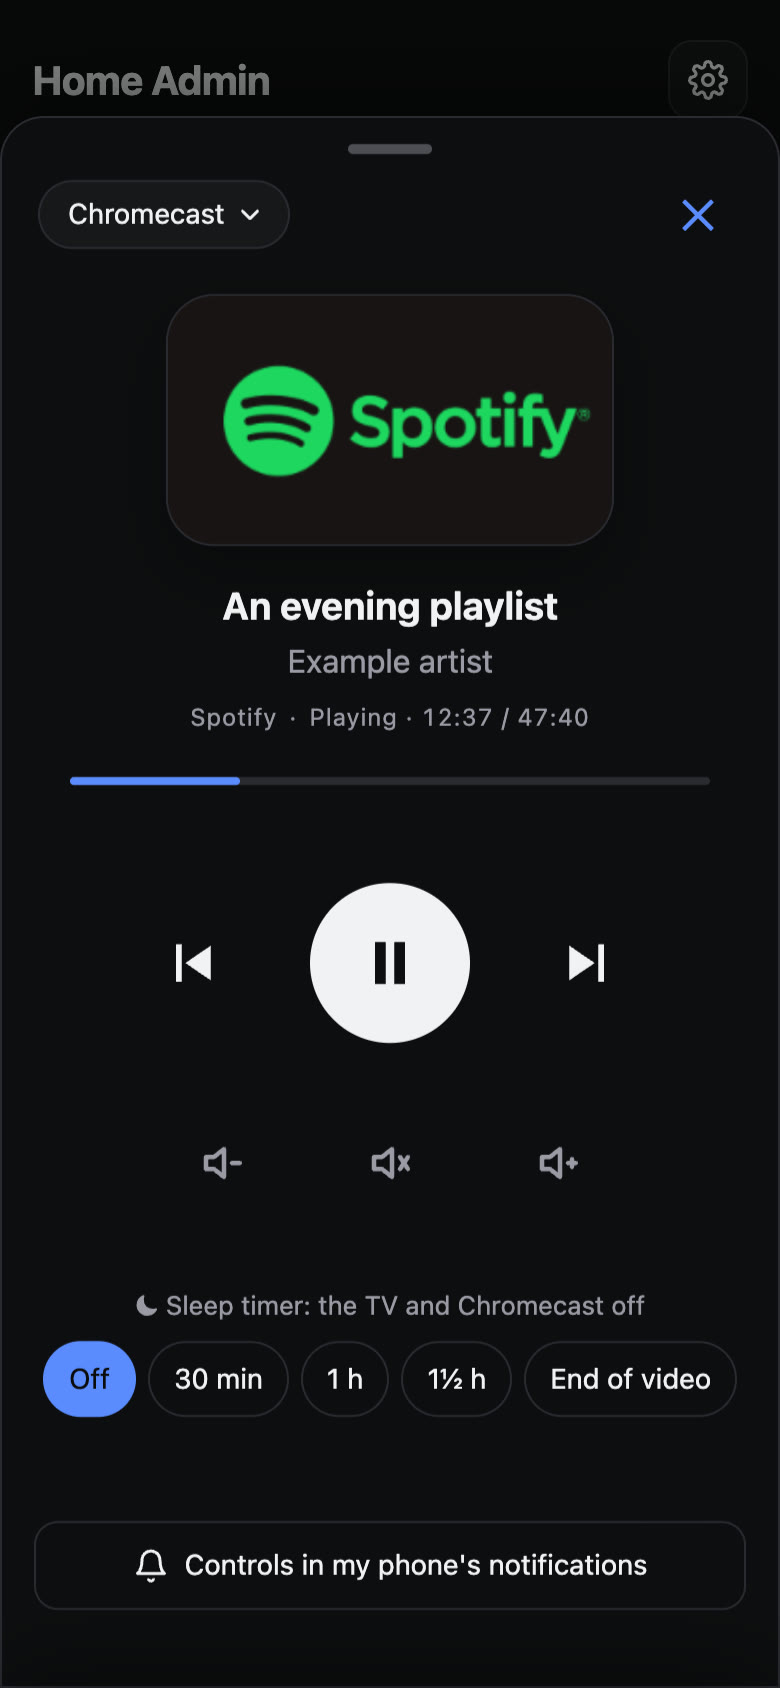 Home Admin
Chromecast
Spotify®
An evening playlist
Example artist
Spotify · Playing · 12:37 / 47:40
Sleep timer: the TV and Chromecast off
Off 30 min 1 h 1½ h End of video
Controls in my phone's notifications